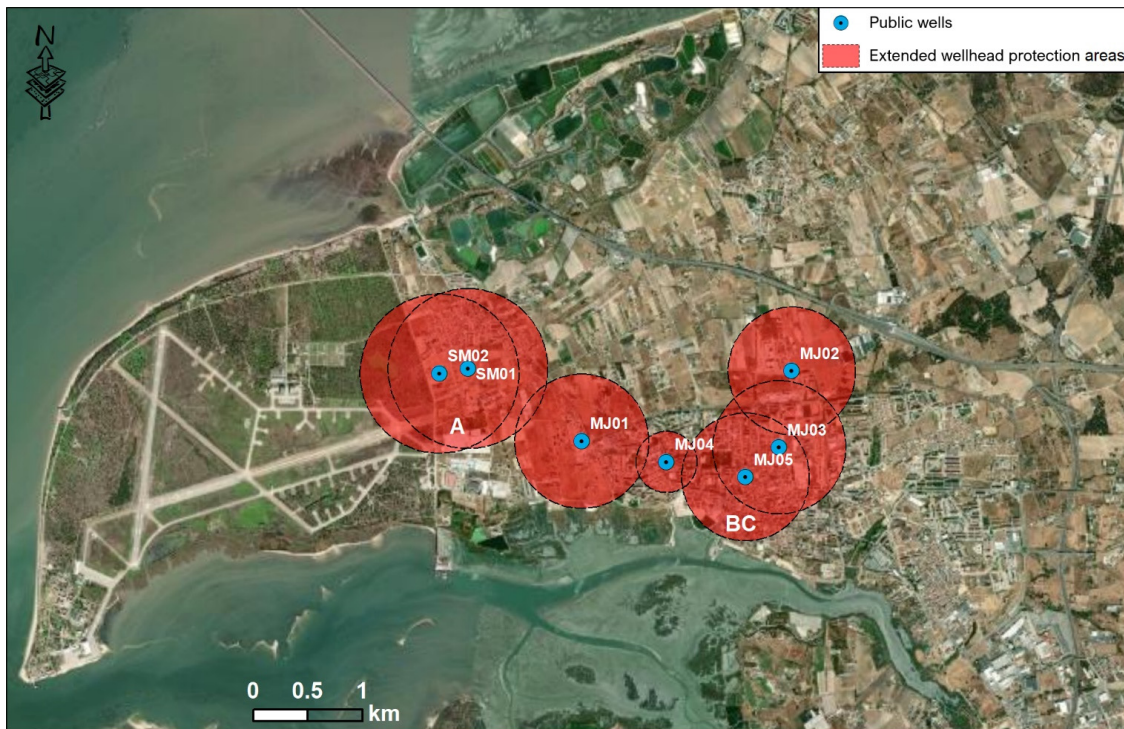 N
Public wells
Extended wellhead protection areas
SM02
SM01
A
MJ01
MJ02
MJ03
MJ04
MJ05
BC
0 0.5 1
km